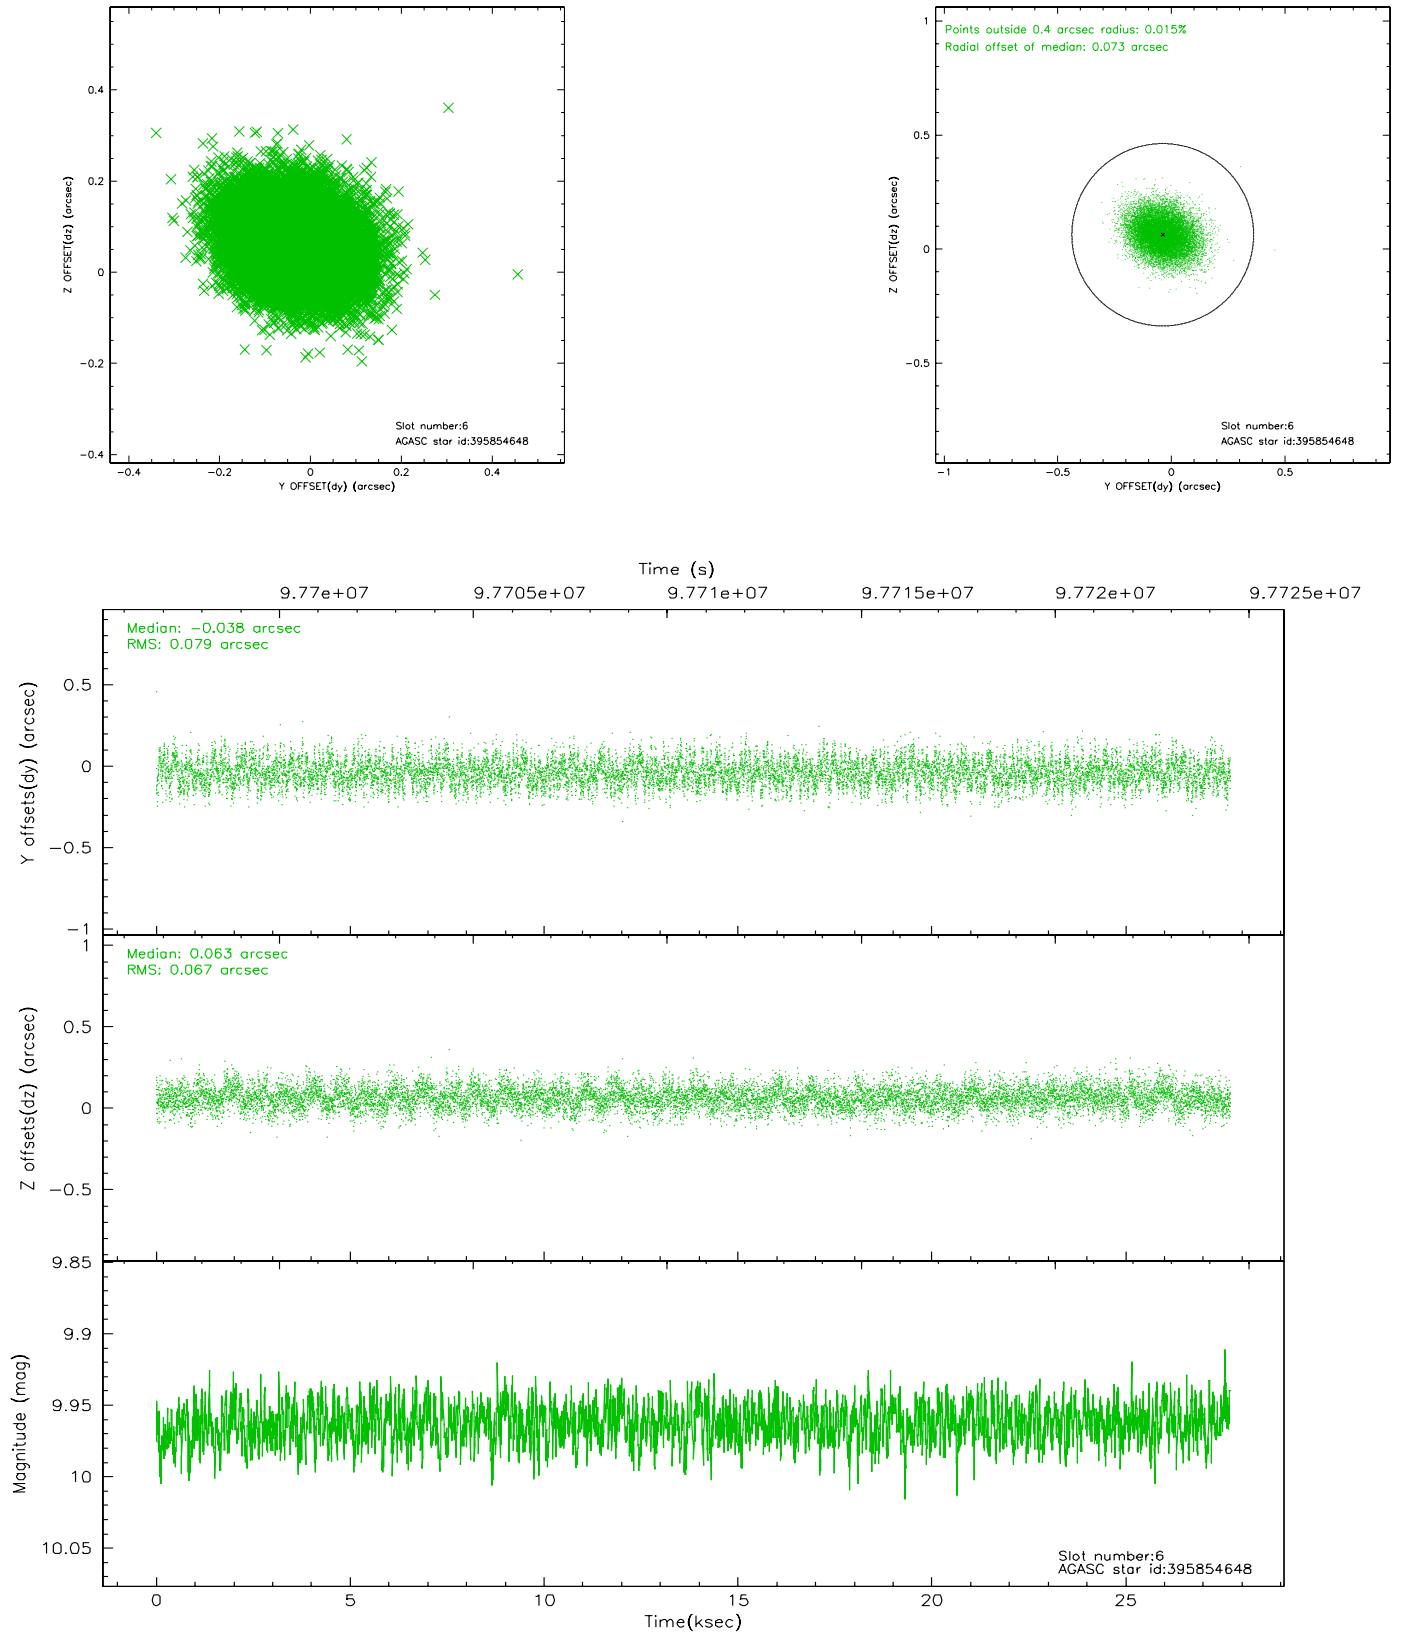 0.4
0.2
0
−0.2
−0.4
Z OFFSET(dz) (arcsec)
−0.4 −0.2 0 0.2 0.4
Y OFFSET(dy) (arcsec)
Slot number:6
AGASC star id:395854648
Points outside 0.4 arcsec radius: 0.015%
Radial offset of median: 0.073 arcsec
1
0.5
0
−0.5
Z OFFSET(dz) (arcsec)
−1 −0.5 0 0.5
Y OFFSET(dy) (arcsec)
Slot number:6
AGASC star id:395854648
Time (s)
9.77e+07 9.7705e+07 9.771e+07 9.7715e+07 9.772e+07 9.7725e+07
Median: −0.038 arcsec
RMS: 0.079 arcsec
0.5
0
−0.5
−1
Y offsets(dy) (arcsec)
Median: 0.063 arcsec
RMS: 0.067 arcsec
1
0.5
0
−0.5
Z offsets(dz) (arcsec)
9.85
9.9
9.95
10
10.05
Magnitude (mag)
Slot number:6
AGASC star id:395854648
0 5 10 15 20 25
Time(ksec)